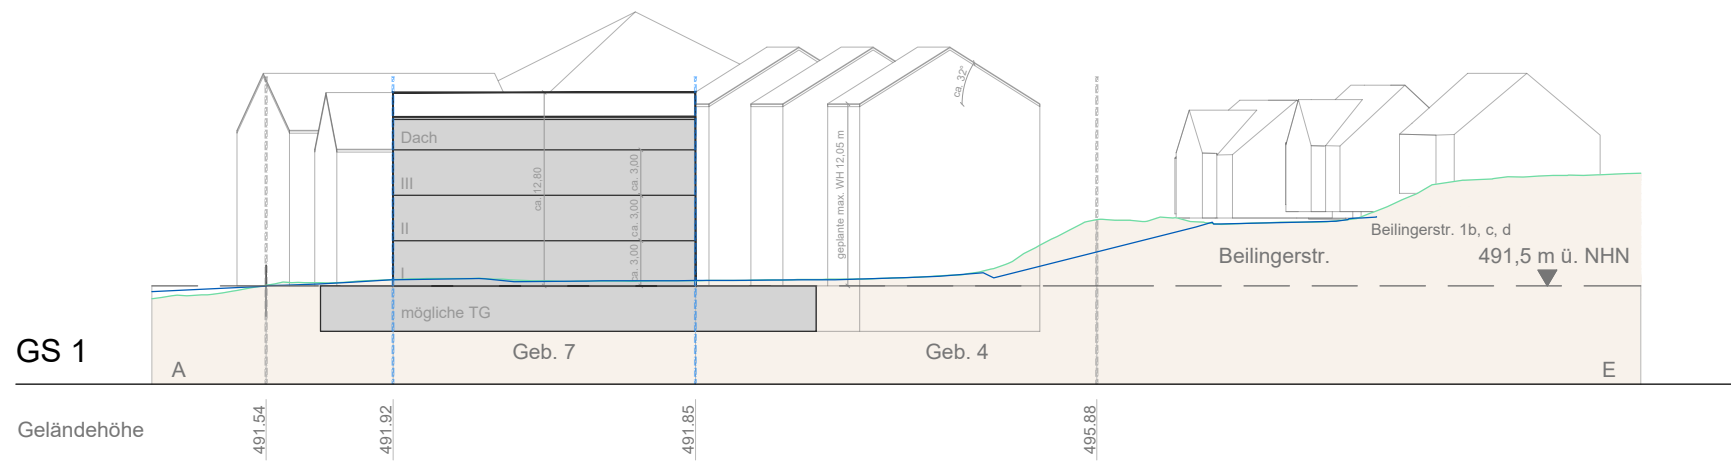 ca. 32°
Dach
III
II
I
ca. 12,80
ca. 3,00
ca. 3,00
ca. 3,00
geplante max. WH 12,05 m
Beilingerstr. 1b, c, d
Beilingerstr.
491,5 m ü. NHN
mögliche TG
GS 1
A
Geb. 7
Geb. 4
E
Geländehöhe
491.54
491.92
491.85
495.88